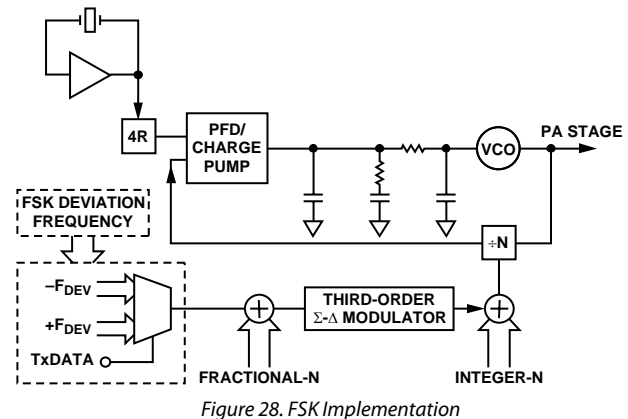 4R
PFD/
CHARGE
PUMP
VCO
PA STAGE
÷N
FSK DEVIATION
FREQUENCY
–FDEV
+FDEV
TxDATA
+
THIRD-ORDER
Σ-Δ MODULATOR
+
FRACTIONAL-N
INTEGER-N
Figure 28. FSK Implementation